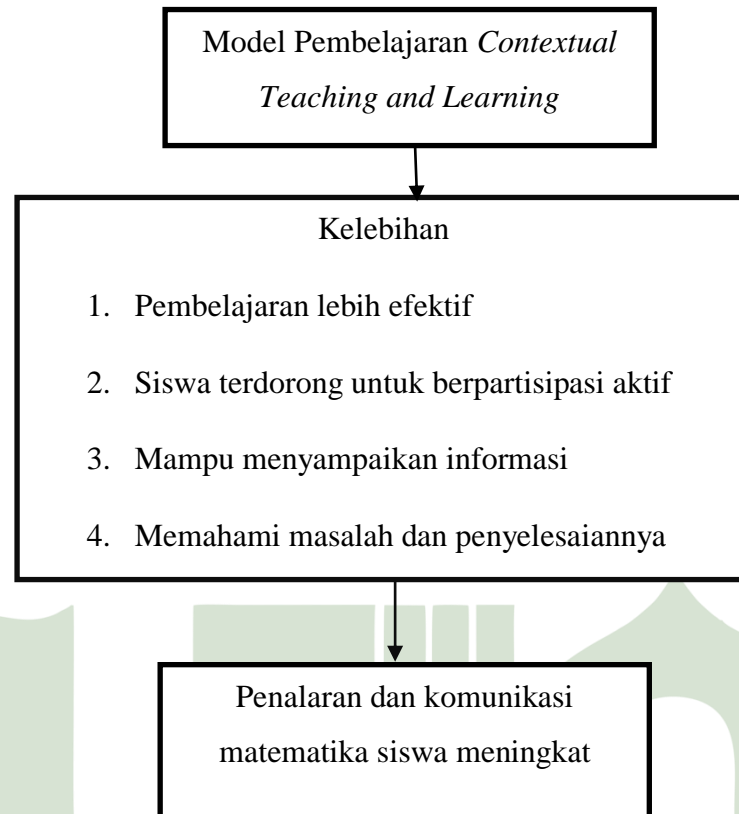 Model Pembelajaran Contextual
Teaching and Learning
Kelebihan
1. Pembelajaran lebih efektif
2. Siswa terdorong untuk berpartisipasi aktif
3. Mampu menyampaikan informasi
4. Memahami masalah dan penyelesaiannya
Penalaran dan komunikasi
matematika siswa meningkat